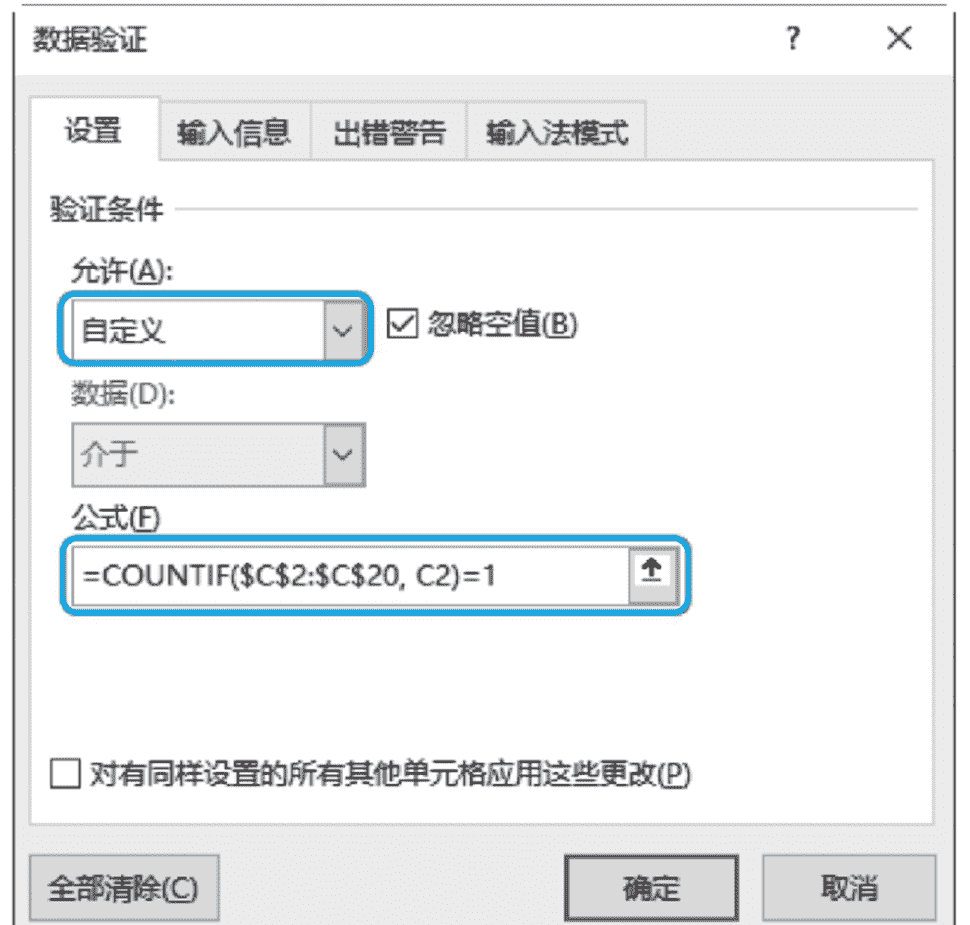 数据验证 ?
设置 输入信息 出错警告 输入法模式
验证条件
允许(A):
自定义 忽略空值(B)
数据(D):
介于
公式(F)
=COUNTIF($C$2:$C$20, C2)=1
对有同样设置的所有其他单元格应用这些更改(P)
全部清除(C) 确定 取消